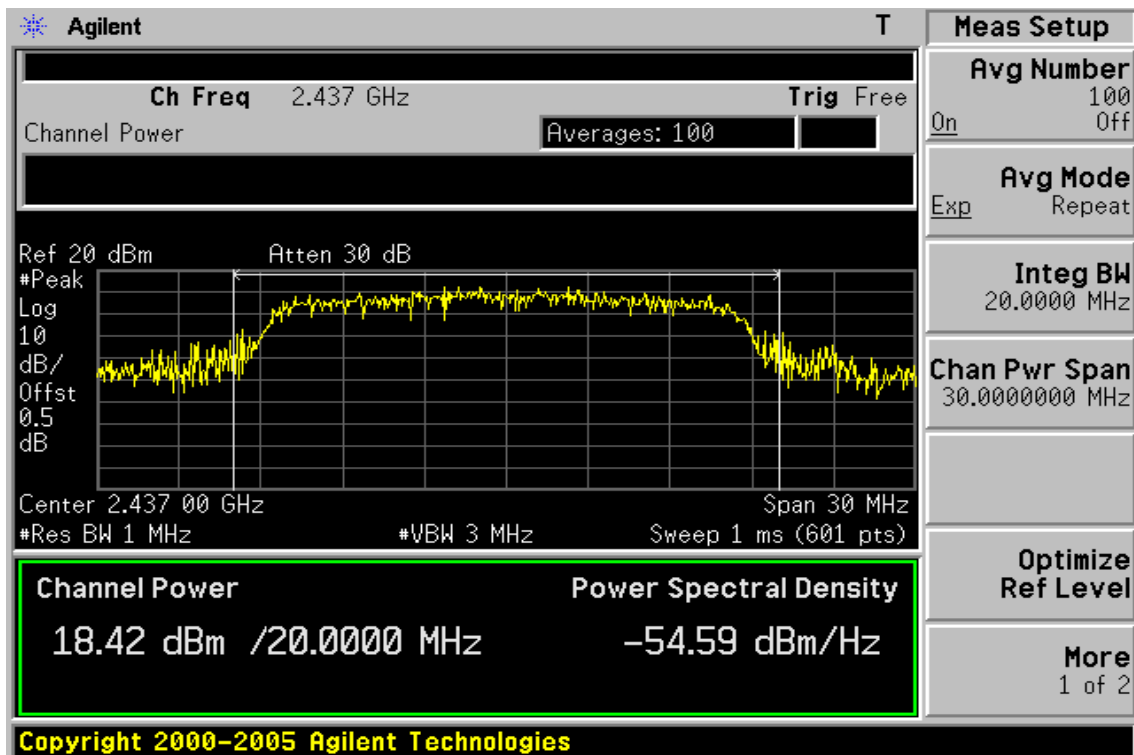 Agilent T
Ch Freq 2.437 GHz Trig Free
Channel Power Averages: 100
Ref 20 dBm Atten 30 dB
#Peak
Log
10
dB/
Offst
0.5
dB
Center 2.437 00 GHz Span 30 MHz
#Res BW 1 MHz #VBW 3 MHz Sweep 1 ms (601 pts)
Channel Power Power Spectral Density
18.42 dBm /20.0000 MHz -54.59 dBm/Hz
Copyright 2000-2005 Agilent Technologies
Meas Setup
Avg Number
100
On Off
Avg Mode
Exp Repeat
Integ BW
20.0000 MHz
Chan Pwr Span
30.0000000 MHz
Optimize
Ref Level
More
1 of 2